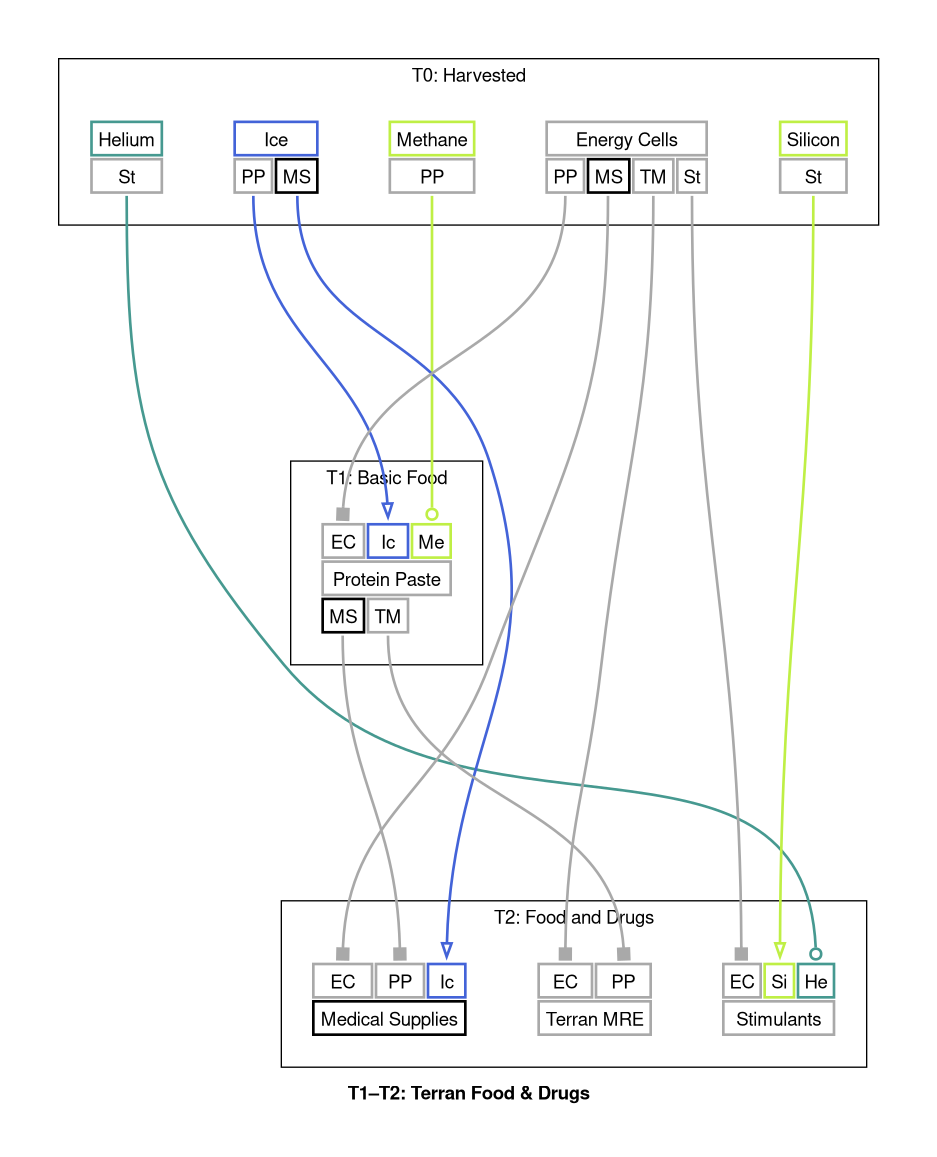 T0: Harvested
Helium Ice Methane Energy Cells Silicon
St PP MS PP PP MS TM St St
T1: Basic Food
EC Ic Me
Protein Paste
MS TM
T2: Food and Drugs
EC PP Ic EC PP EC Si He
Medical Supplies Terran MRE Stimulants
T1–T2: Terran Food & Drugs